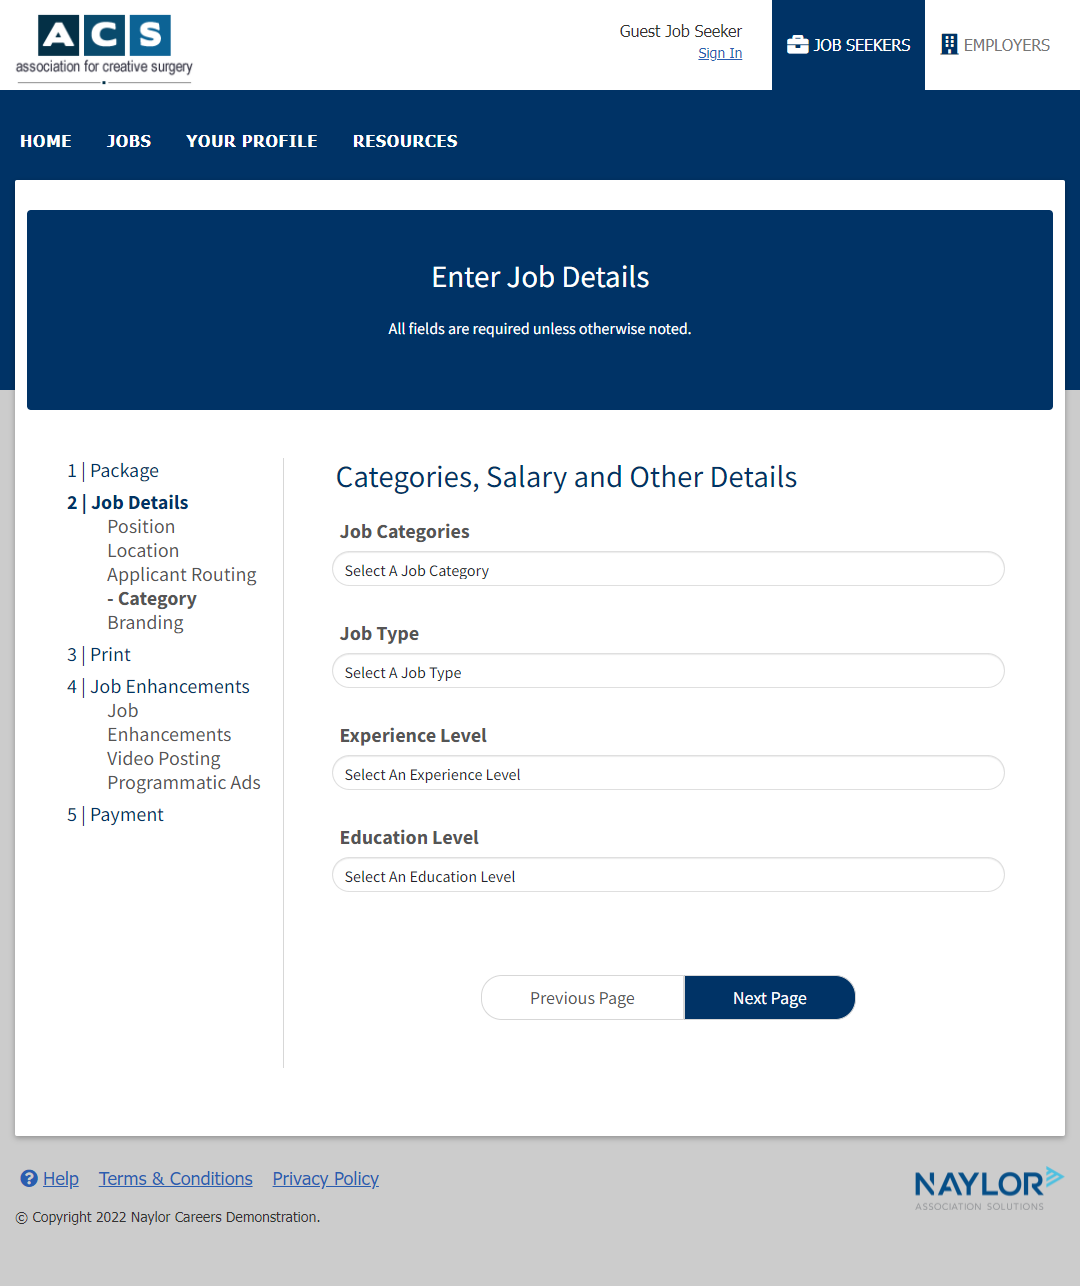 ACS
association for creative surgery
Guest Job Seeker
Sign In
JOB SEEKERS
EMPLOYERS
HOME
JOBS
YOUR PROFILE
RESOURCES
Enter Job Details
All fields are required unless otherwise noted.
1 | Package
2 | Job Details
Position
Location
Applicant Routing
- Category
Branding
3 | Print
4 | Job Enhancements
Job
Enhancements
Video Posting
Programmatic Ads
5 | Payment
Categories, Salary and Other Details
Job Categories
Select A Job Category
Job Type
Select A Job Type
Experience Level
Select An Experience Level
Education Level
Select An Education Level
Previous Page
Next Page
? Help
Terms & Conditions
Privacy Policy
© Copyright 2022 Naylor Careers Demonstration.
NAYLOR
ASSOCIATION SOLUTIONS